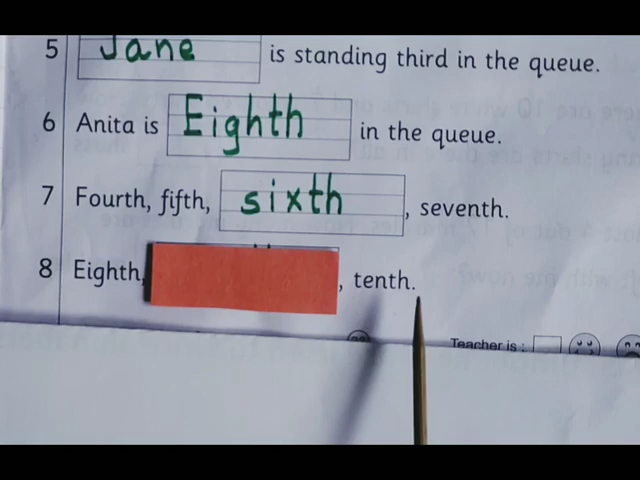 5 Jane is standing third in the queue.
6 Anita is Eighth in the queue.
7 Fourth, fifth, sixth, seventh.
8 Eighth, , tenth.
Teacher is :